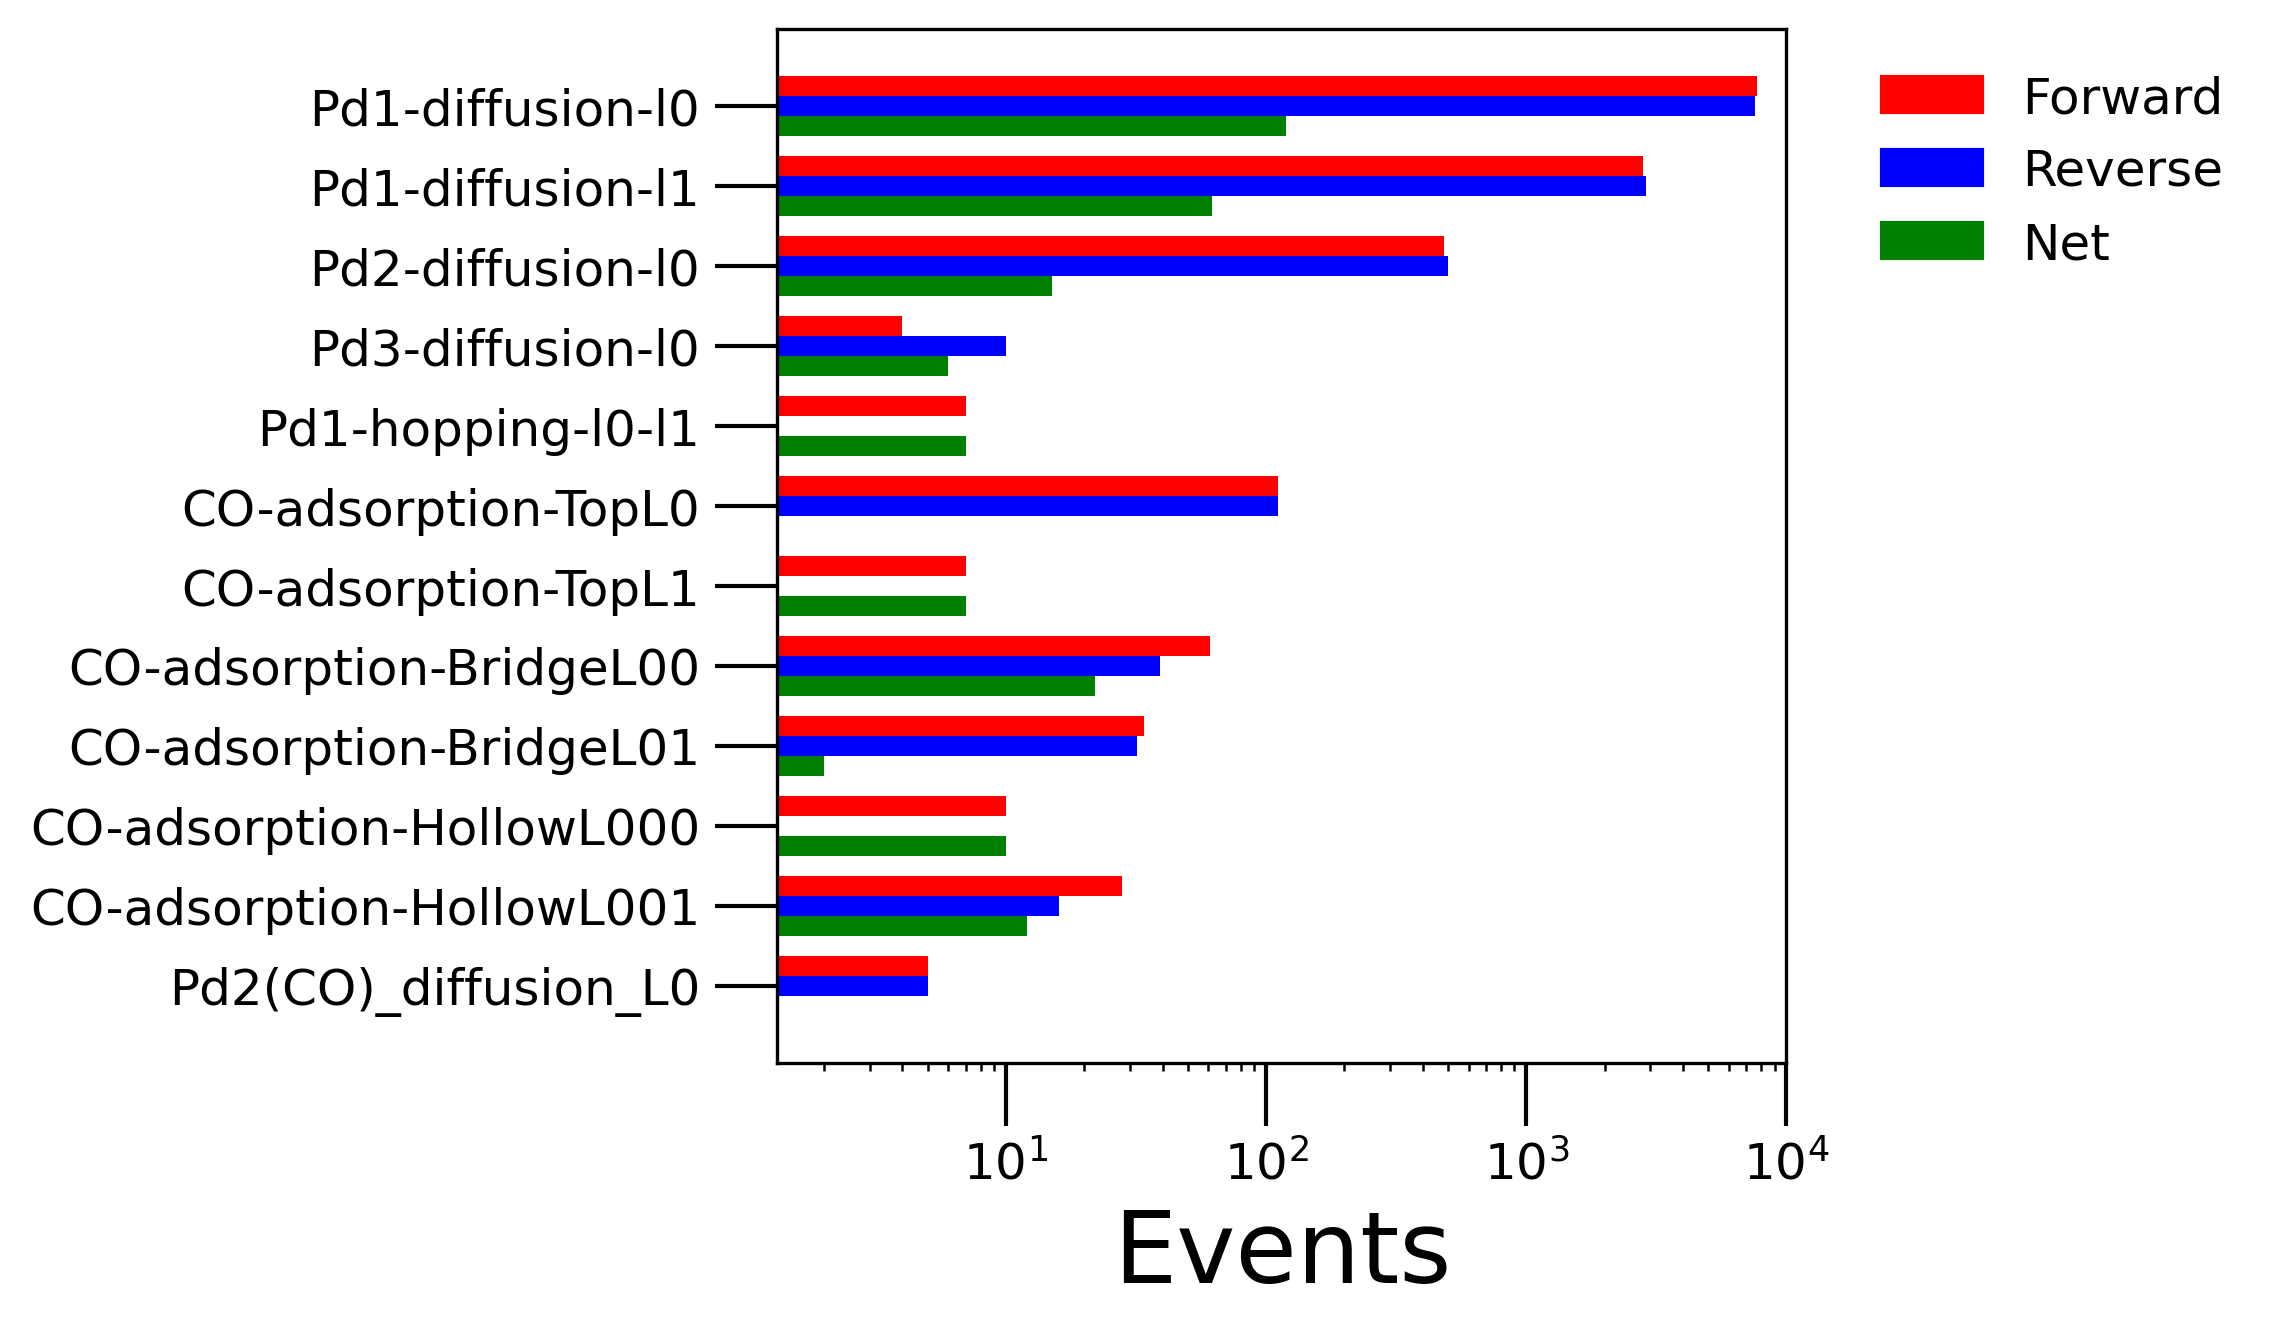 Pd1-diffusion-l0
Pd1-diffusion-l1
Pd2-diffusion-l0
Pd3-diffusion-l0
Pd1-hopping-l0-l1
CO-adsorption-TopL0
CO-adsorption-TopL1
CO-adsorption-BridgeL00
CO-adsorption-BridgeL01
CO-adsorption-HollowL000
CO-adsorption-HollowL001
Pd2(CO)_diffusion_L0
Forward
Reverse
Net
10¹ 10² 10³ 10⁴
Events